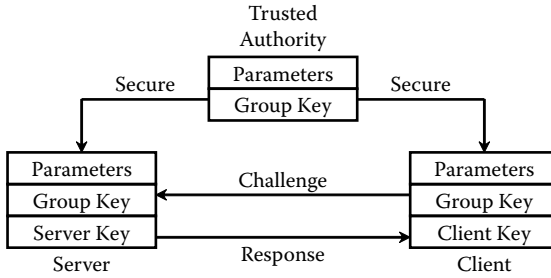 Trusted
Authority
Parameters
Group Key
Secure
Secure
Parameters
Group Key
Server Key
Server
Challenge
Response
Parameters
Group Key
Client Key
Client